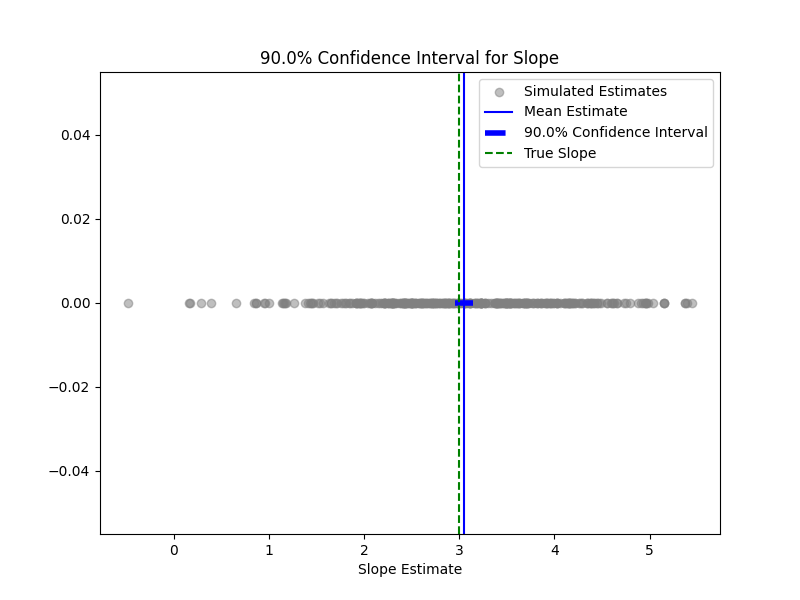 90.0% Confidence Interval for Slope
Simulated Estimates
Mean Estimate
90.0% Confidence Interval
True Slope
0.04
0.02
0.00
−0.02
−0.04
0 1 2 3 4 5
Slope Estimate